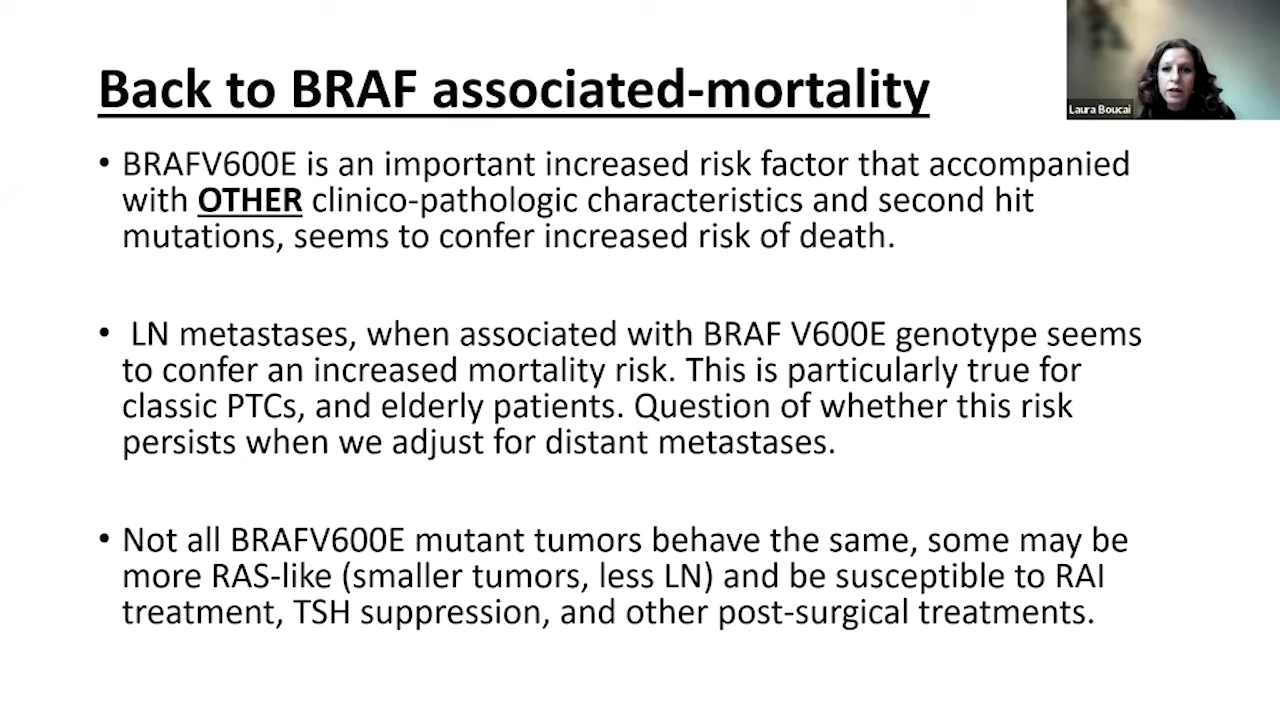 Back to BRAF associated-mortality
Laura Boucai
• BRAFV600E is an important increased risk factor that accompanied
with OTHER clinico-pathologic characteristics and second hit
mutations, seems to confer increased risk of death.
• LN metastases, when associated with BRAF V600E genotype seems
to confer an increased mortality risk. This is particularly true for
classic PTCs, and elderly patients. Question of whether this risk
persists when we adjust for distant metastases.
• Not all BRAFV600E mutant tumors behave the same, some may be
more RAS-like (smaller tumors, less LN) and be susceptible to RAI
treatment, TSH suppression, and other post-surgical treatments.